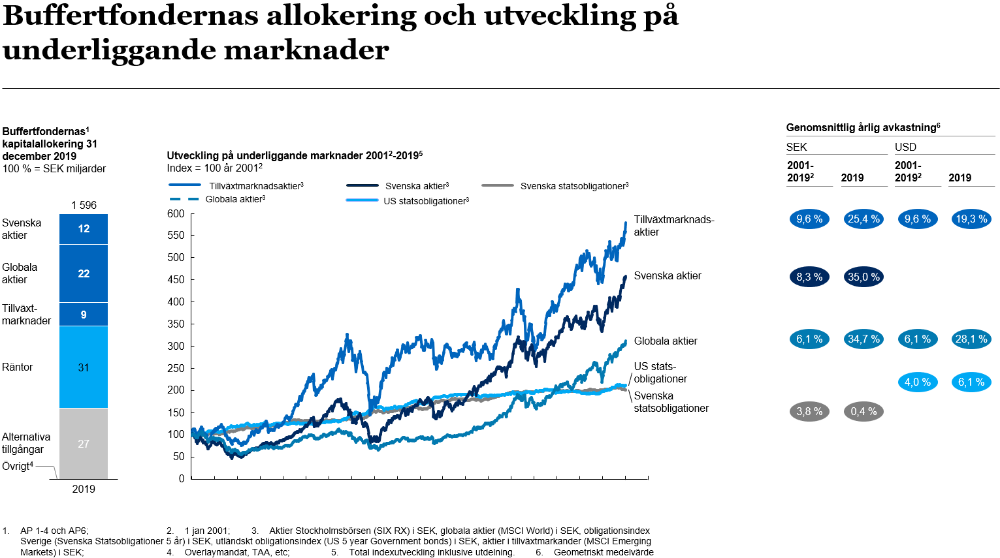 Buffertfondernas allokering och utveckling på
underliggande marknader
Buffertfondernas¹
kapitalallokering 31
december 2019
100 % = SEK miljarder
1 596
Svenska
aktier
12
Globala
aktier
22
Tillväxt-
marknader
9
Räntor
31
Alternativa
tillgångar
27
Övrigt⁴
2019
Utveckling på underliggande marknader 2001²-2019⁵
Index = 100 år 2001²
Tillväxtmarknadsaktier³
Svenska aktier³
Svenska statsobligationer³
Globala aktier³
US statsobligationer³
600
550
500
450
400
350
300
250
200
150
100
50
0
Tillväxtmarknads-
aktier
Svenska aktier
Globala aktier
US stats-
obligationer
Svenska
statsobligationer
Genomsnittlig årlig avkastning⁶
SEK
USD
2001-
2019²
2019
2001-
2019²
2019
9,6 % 25,4 % 9,6 % 19,3 %
8,3 % 35,0 %
6,1 % 34,7 % 6,1 % 28,1 %
4,0 % 6,1 %
3,8 % 0,4 %
1. AP 1-4 och AP6; 2. 1 jan 2001; 3. Aktier Stockholmsbörsen (SIX RX) i SEK, globala aktier (MSCI World) i SEK, obligationsindex
Sverige (Svenska Statsobligationer 5 år) i SEK, utländskt obligationsindex (US 5 year Government bonds) i SEK, aktier i tillväxtmarkander (MSCI Emerging
Markets) i SEK; 4. Overlaymandat, TAA, etc; 5. Total indexutveckling inklusive utdelning. 6. Geometriskt medelvärde